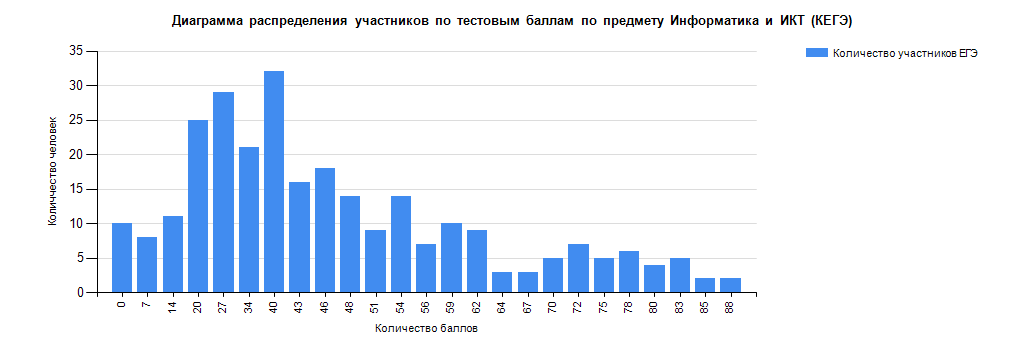 Диаграмма распределения участников по тестовым баллам по предмету Информатика и ИКТ (КЕГЭ)
Количество участников ЕГЭ
Количчество человек
35
30
25
20
15
10
5
0
0 7 14 20 27 34 40 43 46 48 51 54 56 59 62 64 67 70 72 75 78 80 83 85 88
Количество баллов